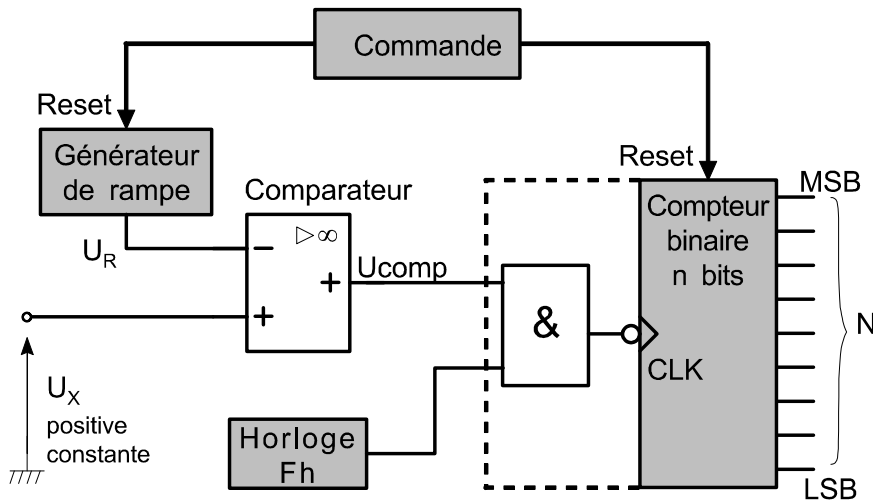 Commande
Reset
Générateur
de rampe
Reset
Comparateur
MSB
Compteur
binaire
n bits
▷∞
U_R
−
+
Ucomp
+
&
N
CLK
U_X
positive
constante
Horloge
Fh
LSB